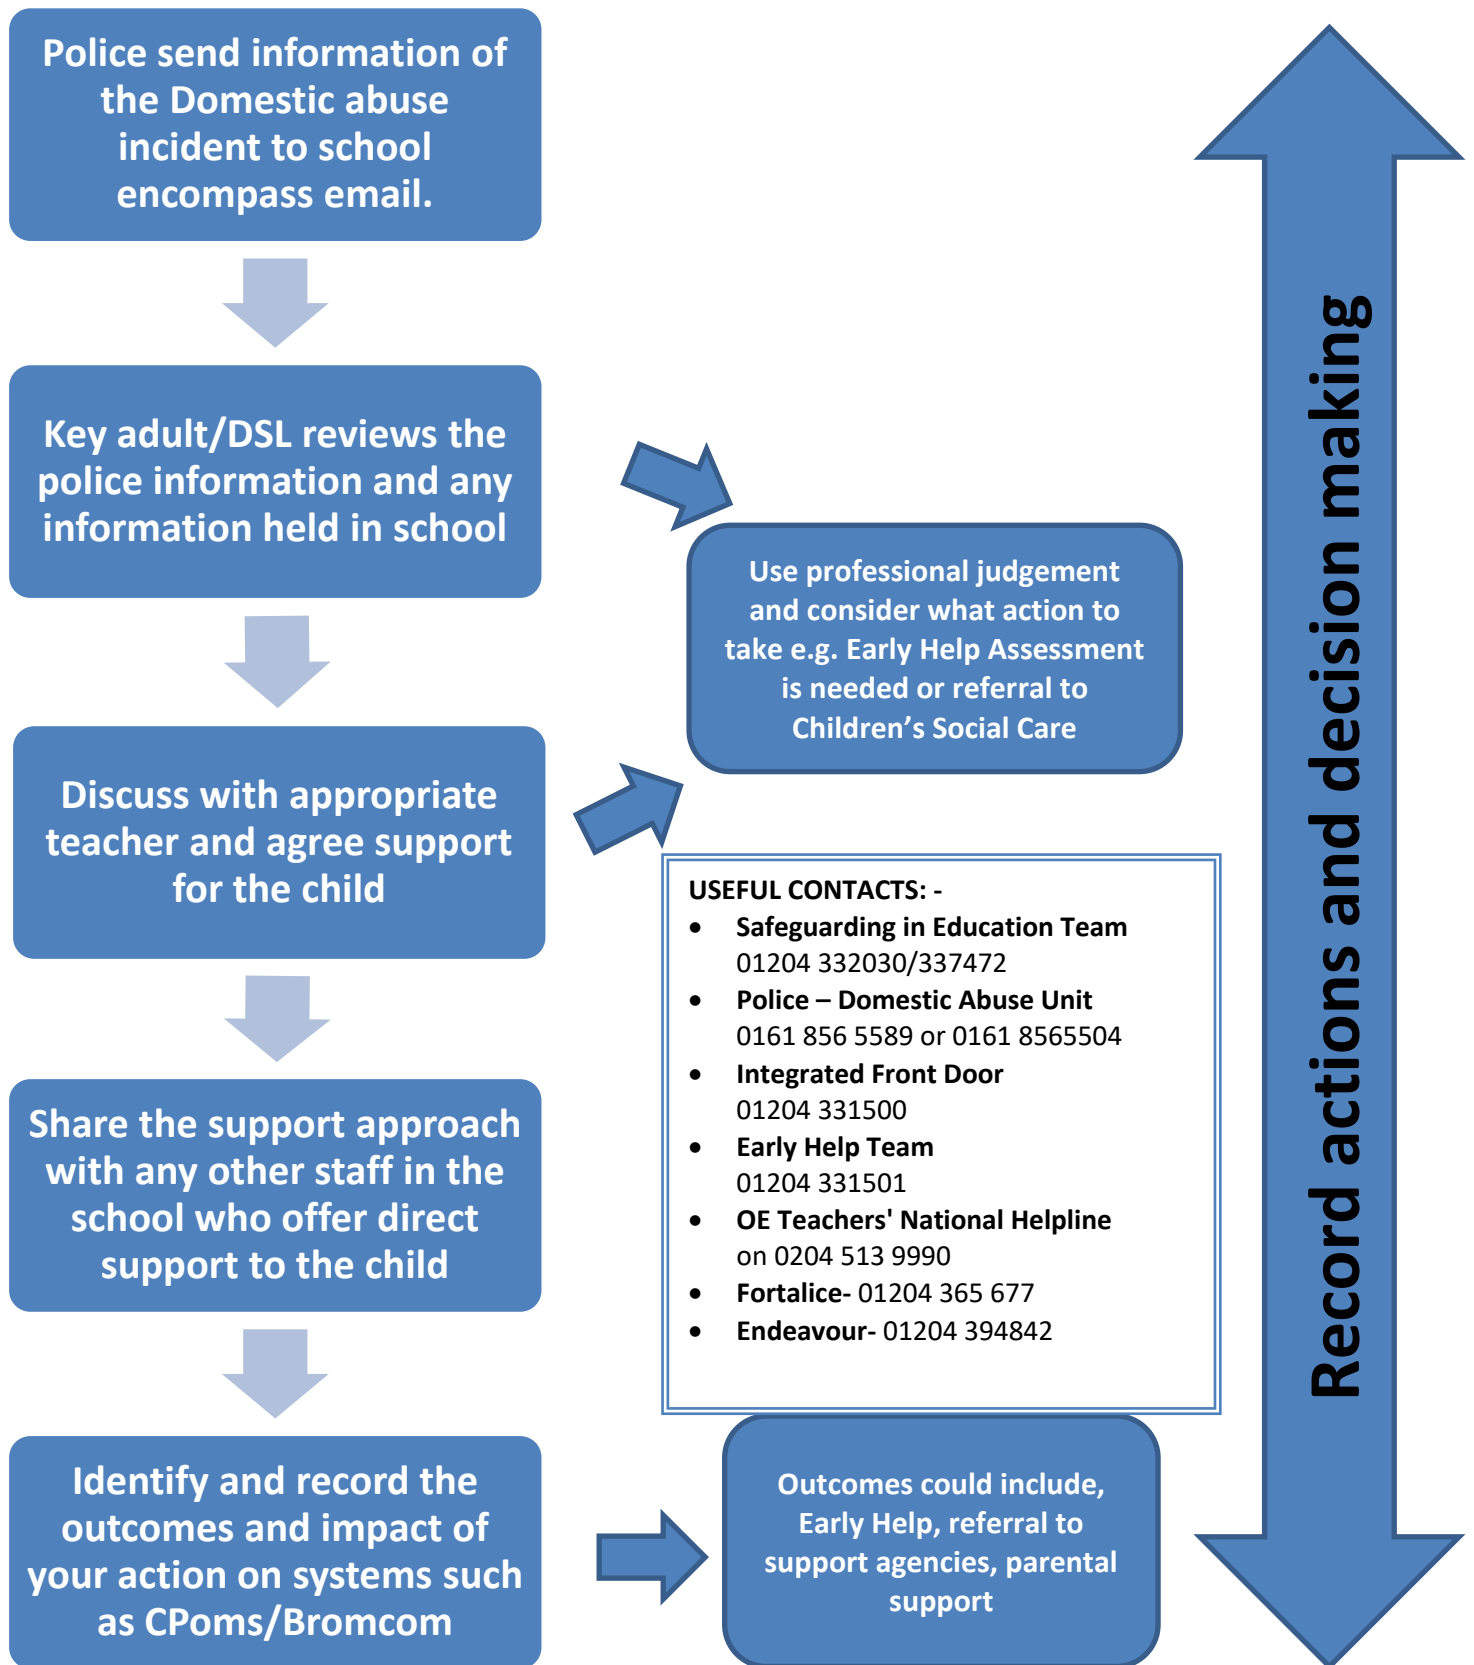 Police send information of
the Domestic abuse
incident to school
encompass email.
Key adult/DSL reviews the
police information and any
information held in school
Use professional judgement
and consider what action to
take e.g. Early Help Assessment
is needed or referral to
Children’s Social Care
Discuss with appropriate
teacher and agree support
for the child
USEFUL CONTACTS: -
• Safeguarding in Education Team
01204 332030/337472
• Police – Domestic Abuse Unit
0161 856 5589 or 0161 8565504
• Integrated Front Door
01204 331500
• Early Help Team
01204 331501
• OE Teachers' National Helpline
on 0204 513 9990
• Fortalice- 01204 365 677
• Endeavour- 01204 394842
Share the support approach
with any other staff in the
school who offer direct
support to the child
Identify and record the
outcomes and impact of
your action on systems such
as CPoms/Bromcom
Outcomes could include,
Early Help, referral to
support agencies, parental
support
Record actions and decision making